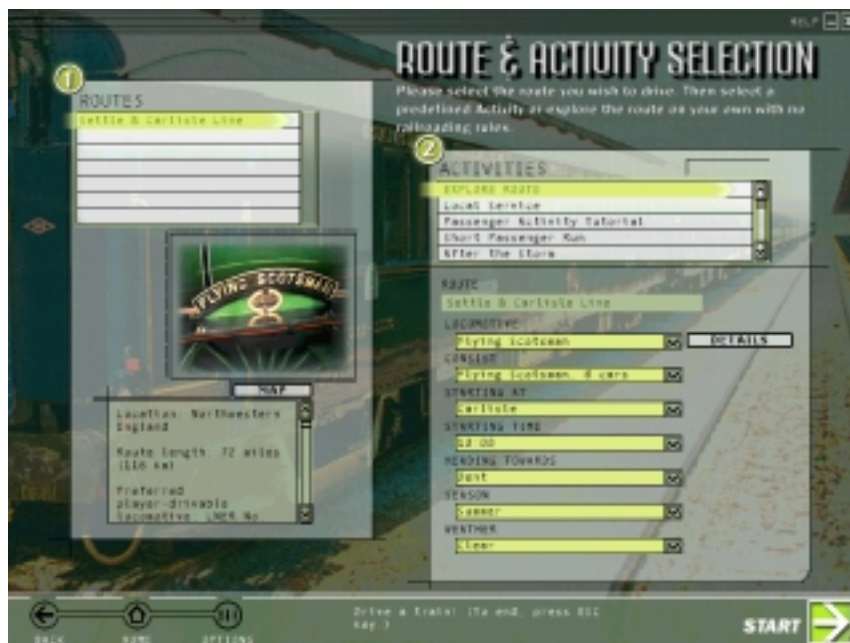 HELP
ROUTE & ACTIVITY SELECTION
Please select the route you wish to drive. Then select a
predefined Activity or explore the route on your own with no
railroading rules.
1
ROUTES
Settle & Carlisle Line
2
ACTIVITIES
EXPLORE ROUTE
Local Service
Passenger Activity Tutorial
Short Passenger Run
After the Storm
FLYING SCOTSMAN
MAP
Location: Northwestern
England
Route length: 72 miles
(116 km)
Preferred
player-drivable
locomotive: LNER No
ROUTE
Settle & Carlisle Line
LOCOMOTIVE
Flying Scotsman
DETAILS
CONSIST
Flying Scotsman cars
STARTING AT
Carlisle
STARTING TIME
HEADING TOWARDS
Dent
SEASON
Summer
WEATHER
Clear
BACK
HOME
OPTIONS
Drive a train! (To end, press ESC
key.)
START